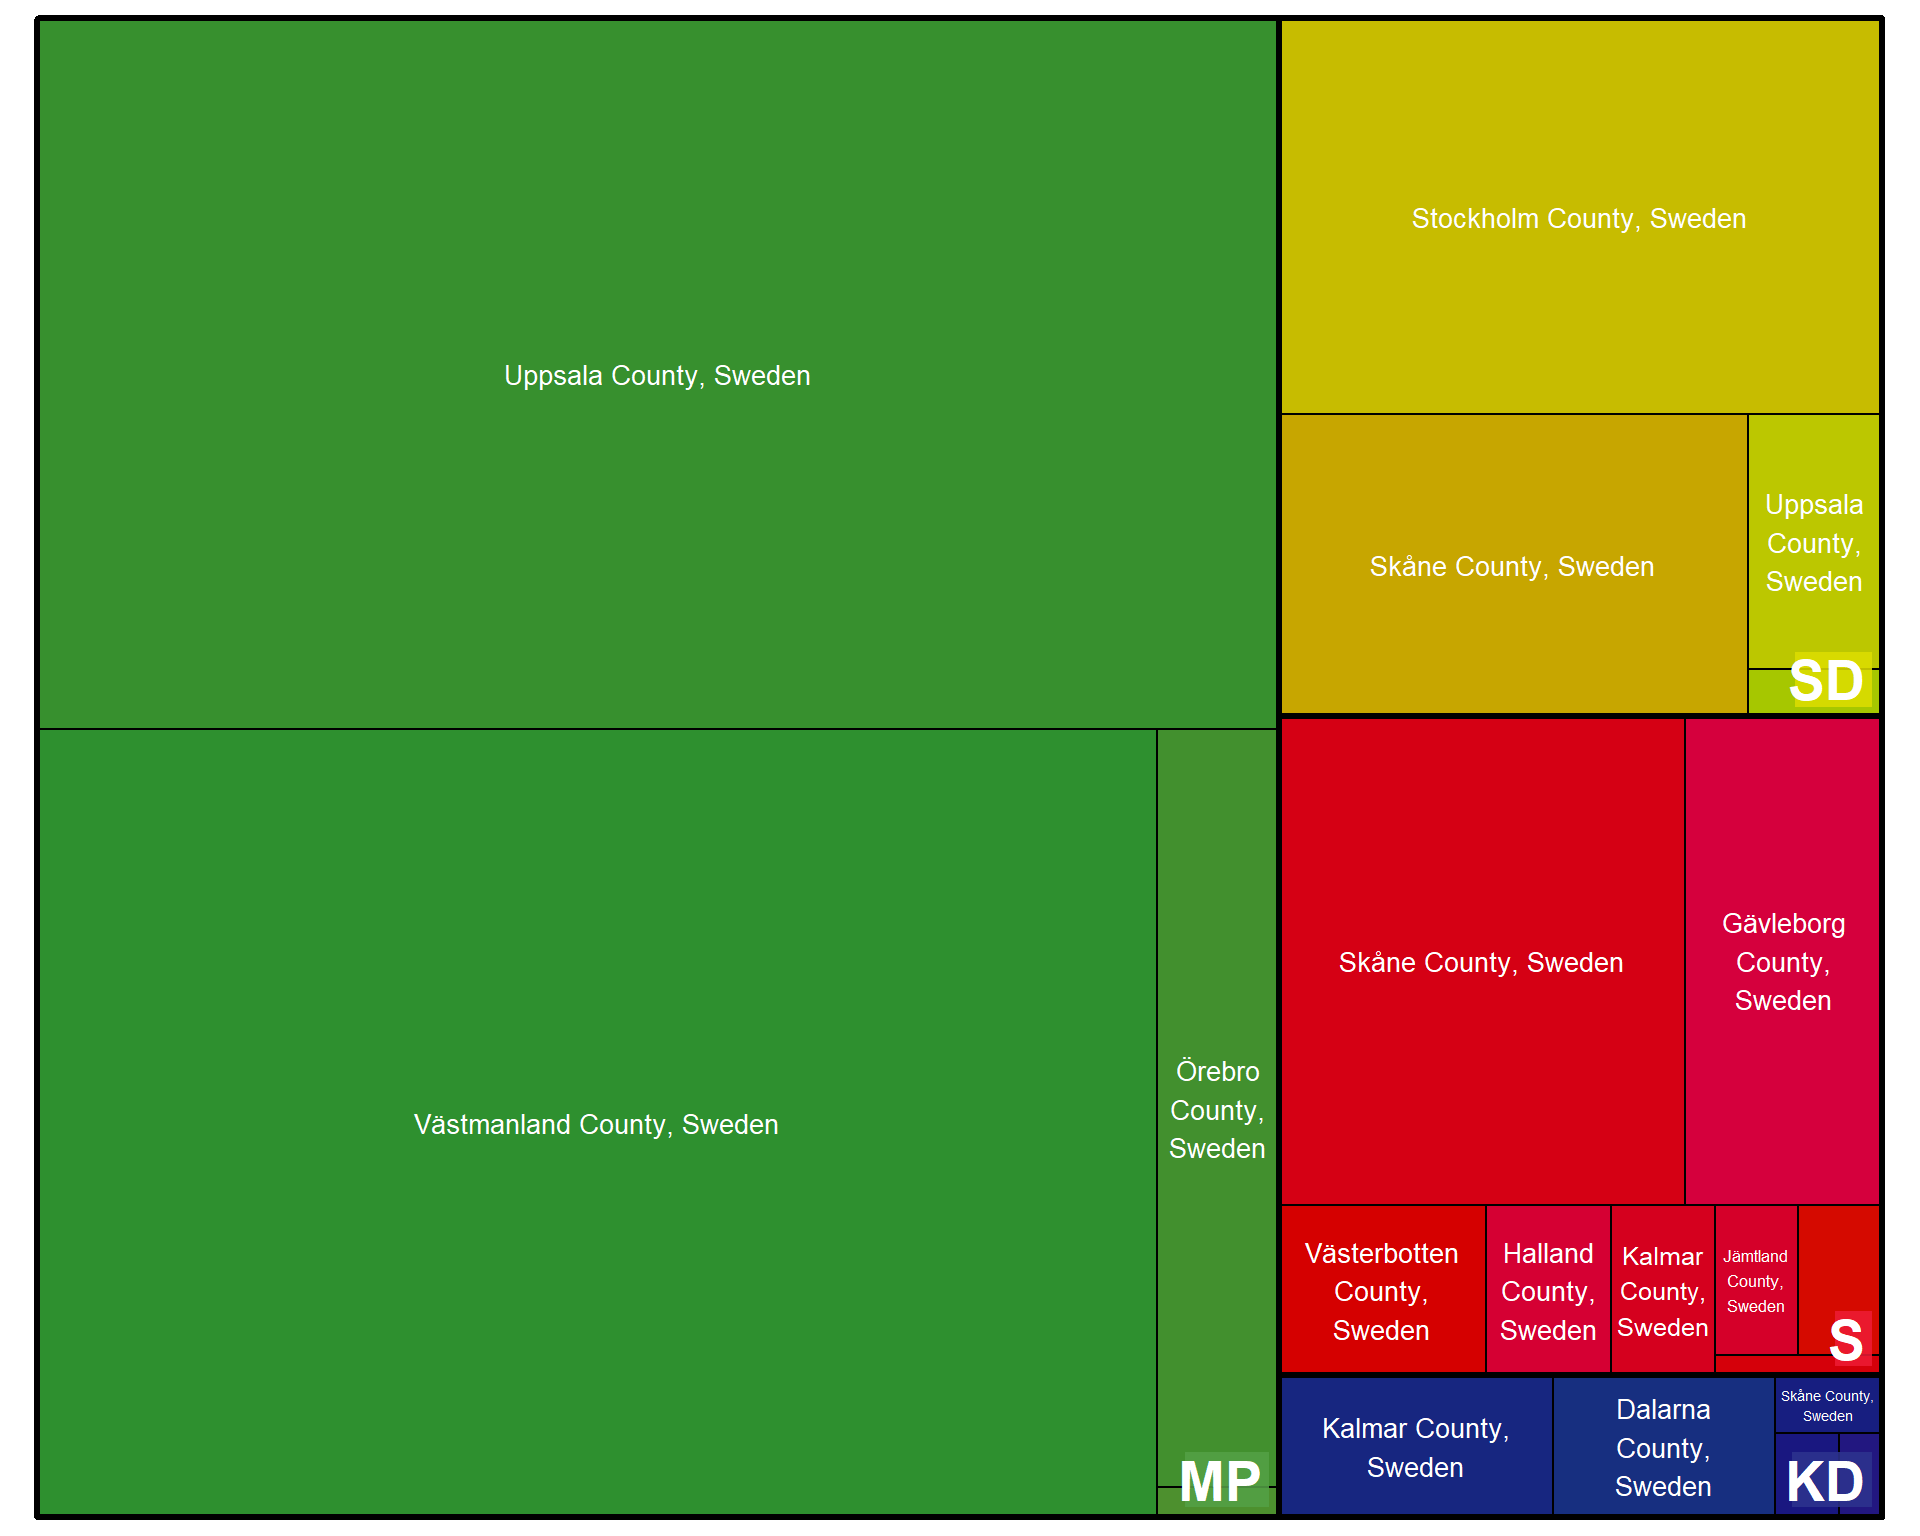 Uppsala County, Sweden
Västmanland County, Sweden
Örebro
County,
Sweden
MP
Stockholm County, Sweden
Skåne County, Sweden
Uppsala
County,
Sweden
SD
Skåne County, Sweden
Gävleborg
County,
Sweden
Västerbotten
County,
Sweden
Halland
County,
Sweden
Kalmar
County,
Sweden
Jämtland
County,
Sweden
S
Kalmar County,
Sweden
Dalarna
County,
Sweden
Skåne County,
Sweden
KD